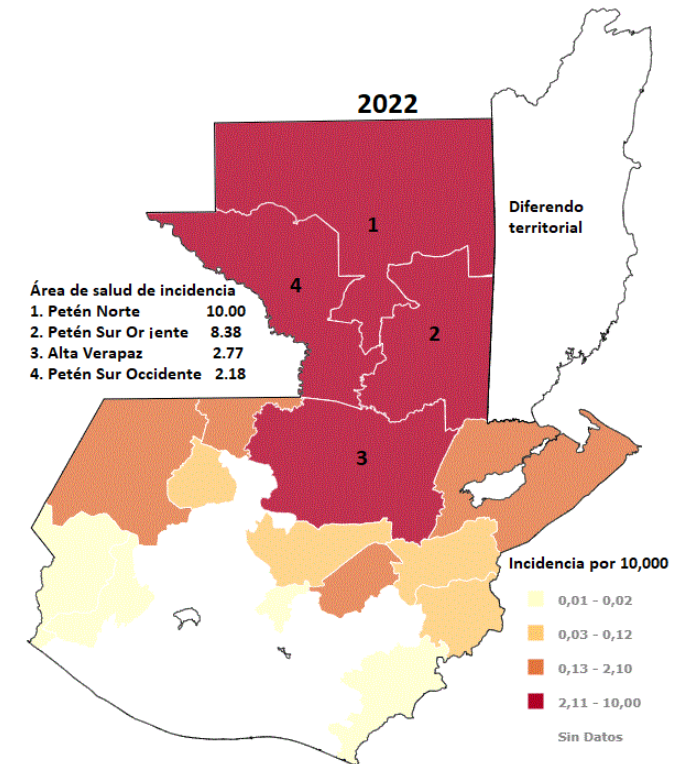 2022
Diferendo
territorial
1
4
2
3
Área de salud de incidencia
1. Petén Norte 10.00
2. Petén Sur Or iente 8.38
3. Alta Verapaz 2.77
4. Petén Sur Occidente 2.18
Incidencia por 10,000
0,01 - 0,02
0,03 - 0,12
0,13 - 2,10
2,11 - 10,00
Sin Datos